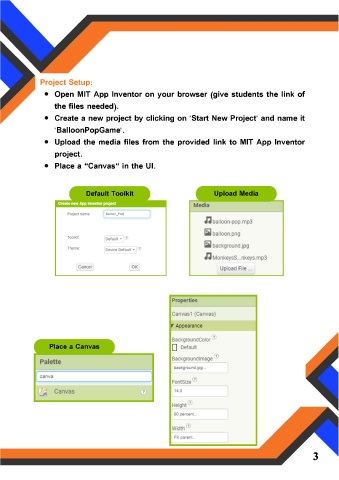 Project Setup:
• Open MIT App Inventor on your browser (give students the link of
the files needed).
• Create a new project by clicking on 'Start New Project' and name it
'BalloonPopGame'.
• Upload the media files from the provided link to MIT App Inventor
project.
• Place a "Canvas" in the UI.
Default Toolkit
Create new App Inventor project
Project name:
Toolkit:
Default
Theme:
Device Default
Cancel
OK
Upload Media
Media
balloon-pop.mp3
balloon.png
background.jpg
MonkeysS...nkeys.mp3
Upload File ...
Place a Canvas
Palette
canva
Canvas
Properties
Canvas1 (Canvas)
Appearance
BackgroundColor
Default
BackgroundImage
background.jpg...
FontSize
14.0
Height
Width
Fill parent...
3